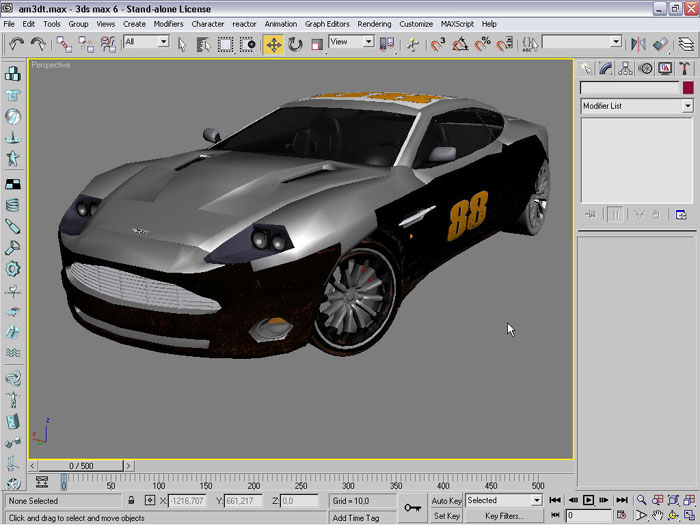 am3dt.max - 3ds max 6 - Stand-alone License
File Edit Tools Group Views Create Modifiers Character reactor Animation Graph Editors Rendering Customize MAXScript Help
All View
Perspective
Modifier List
88
0 / 500
0 50 100 150 200 250 300 350 400 450 500
None Selected X: -1216,707 Y: 661,217 Z: 0,0 Grid = 10,0 Auto Key Selected
Click and drag to select and move objects Add Time Tag Set Key Key Filters... 0